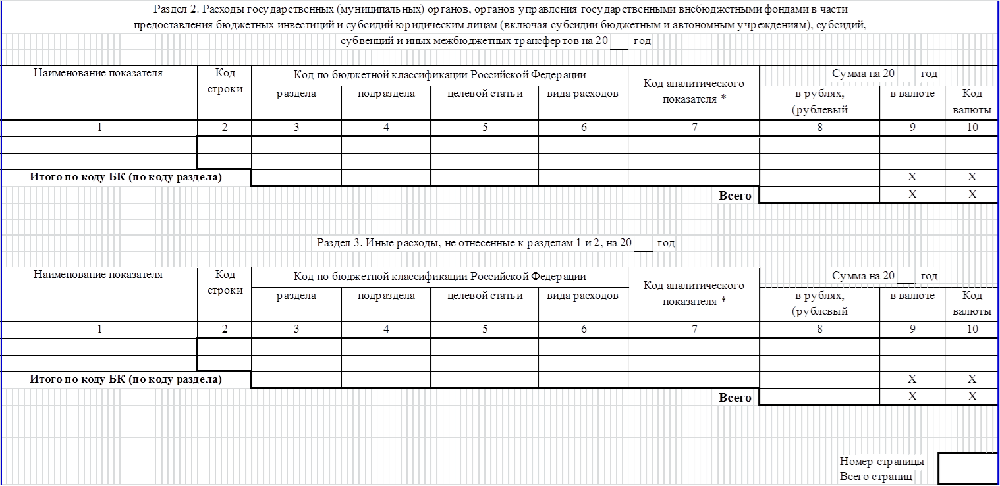 Раздел 2. Расходы государственных (муниципальных) органов, органов управления государственными внебюджетными фондами в части
предоставления бюджетных инвестиций и субсидий юридическим лицам (включая субсидии бюджетным и автономным учреждениям), субсидий,
субвенций и иных межбюджетных трансфертов на 20 ___ год
Наименование показателя Код строки Код по бюджетной классификации Российской Федерации Код аналитического показателя * Сумма на 20 ___ год
раздела подраздела целевой статьи вида расходов в рублях, (рублевый в валюте Код валюты
1 2 3 4 5 6 7 8 9 10
Итого по коду БК (по коду раздела) X X
Всего X X
Раздел 3. Иные расходы, не отнесенные к разделам 1 и 2, на 20 ___ год
Наименование показателя Код строки Код по бюджетной классификации Российской Федерации Код аналитического показателя * Сумма на 20 ___ год
раздела подраздела целевой статьи вида расходов в рублях, (рублевый в валюте Код валюты
1 2 3 4 5 6 7 8 9 10
Итого по коду БК (по коду раздела) X X
Всего X X
Номер страницы
Всего страниц